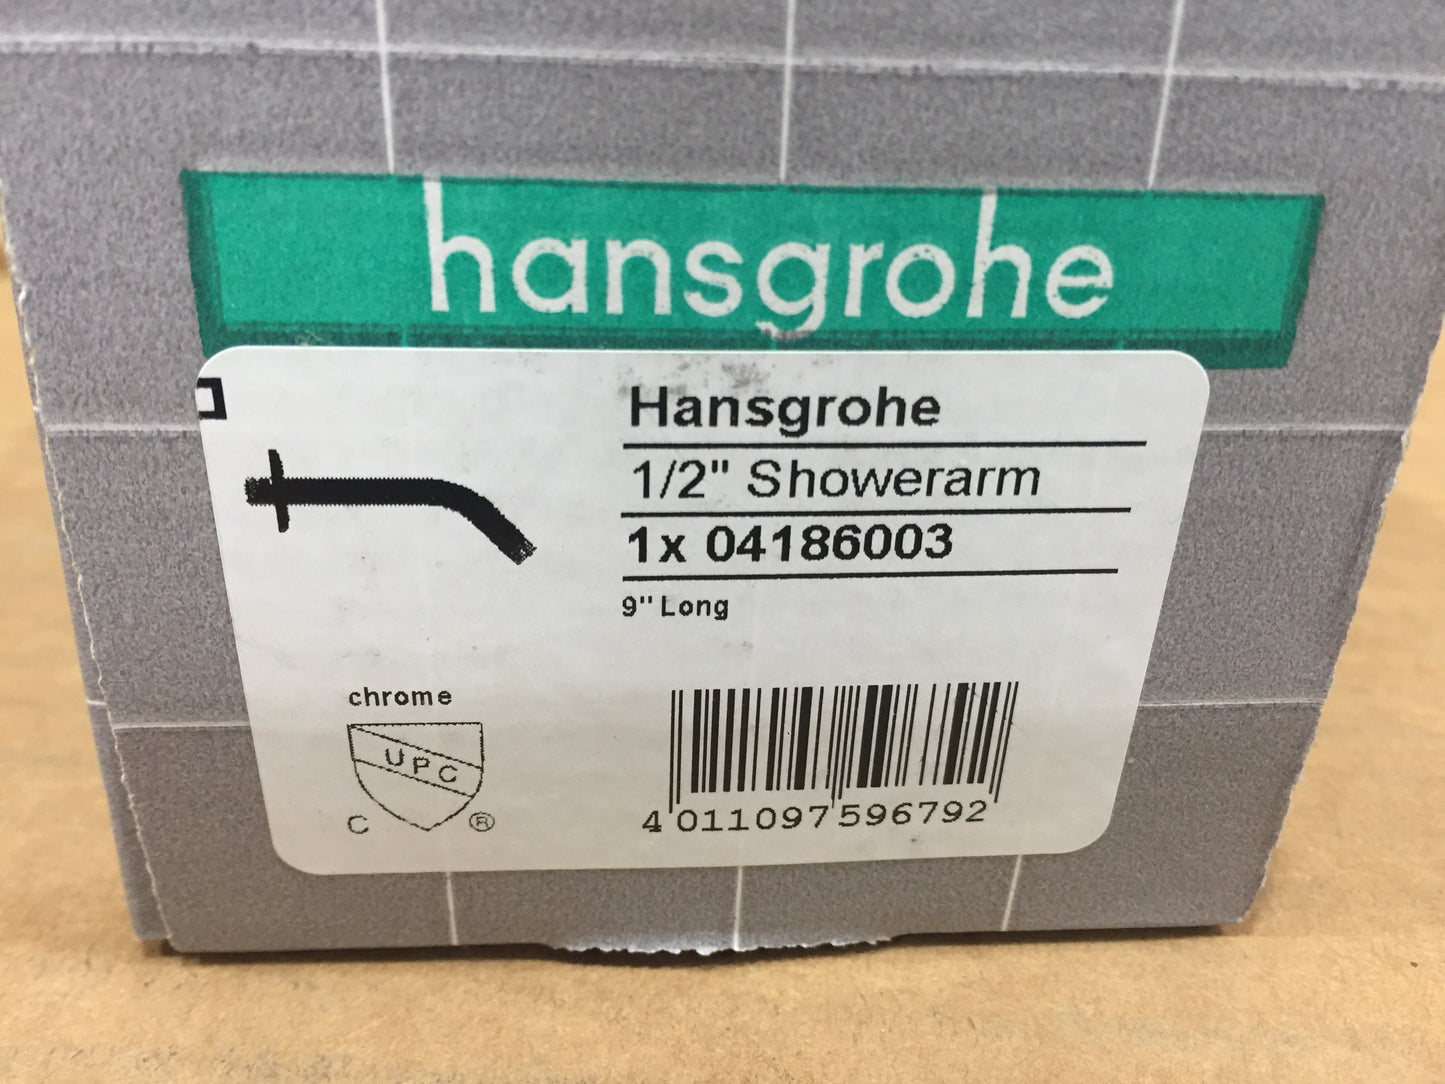 hansgrohe
Hansgrohe
1/2" Showerarm
1x 04186003
9" Long
chrome
UPC
C ®
4 011097 596792